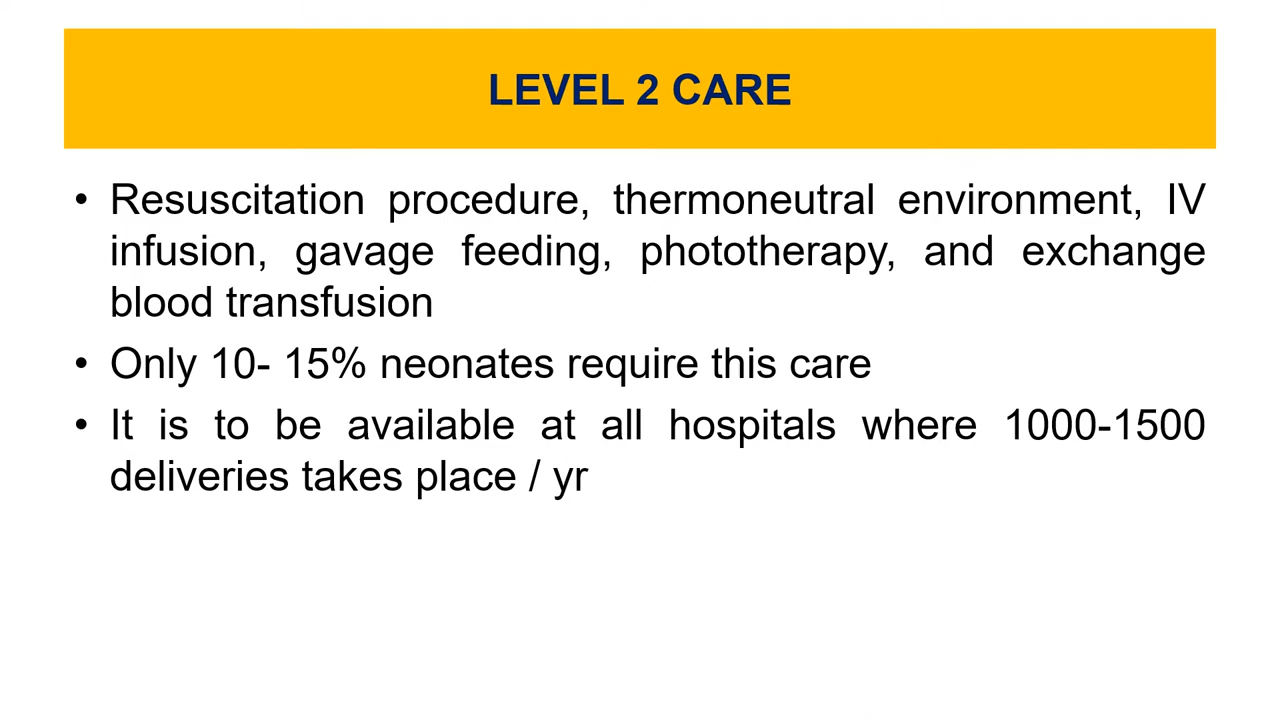 LEVEL 2 CARE
• Resuscitation procedure, thermoneutral environment, IV
infusion, gavage feeding, phototherapy, and exchange
blood transfusion
• Only 10- 15% neonates require this care
• It is to be available at all hospitals where 1000-1500
deliveries takes place / yr